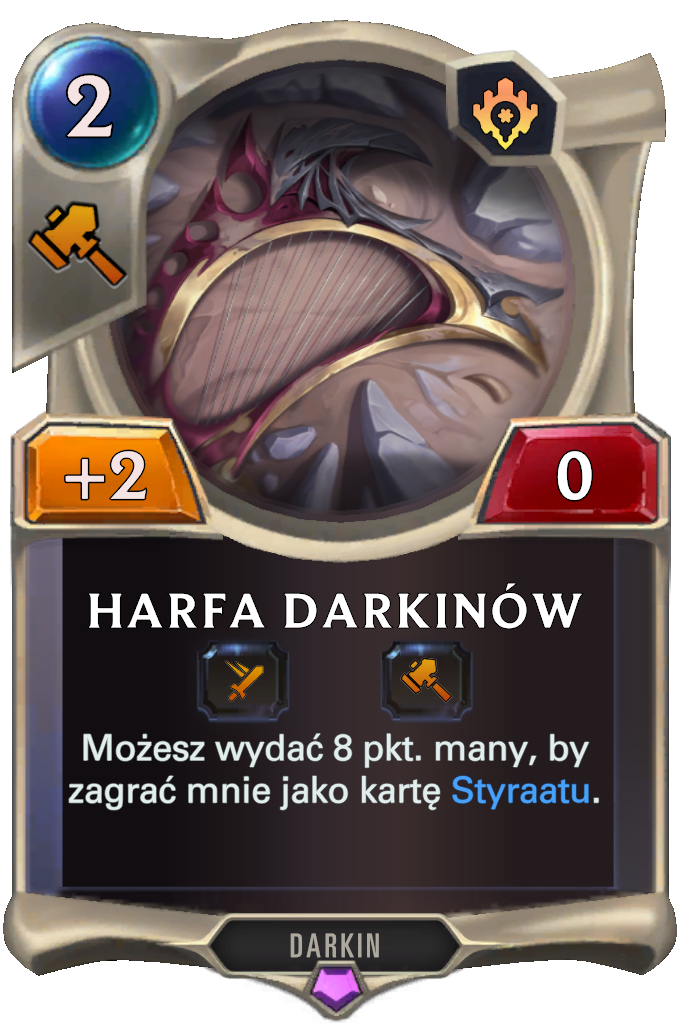 2
+2
0
HARFA DARKINÓW
Możesz wydać 8 pkt. many, by
zagrać mnie jako kartę Styraatu.
DARKIN